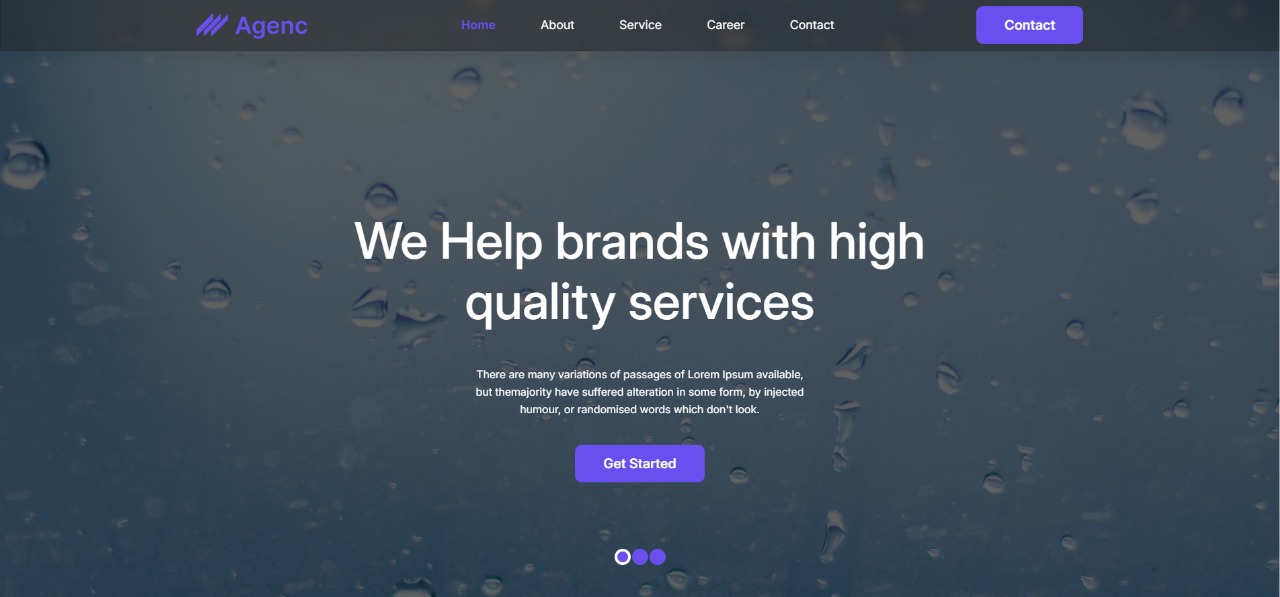 Agenc
Home
About
Service
Career
Contact
Contact
We Help brands with high
quality services
There are many variations of passages of Lorem Ipsum available,
but themajority have suffered alteration in some form, by injected
humour, or randomised words which don't look.
Get Started